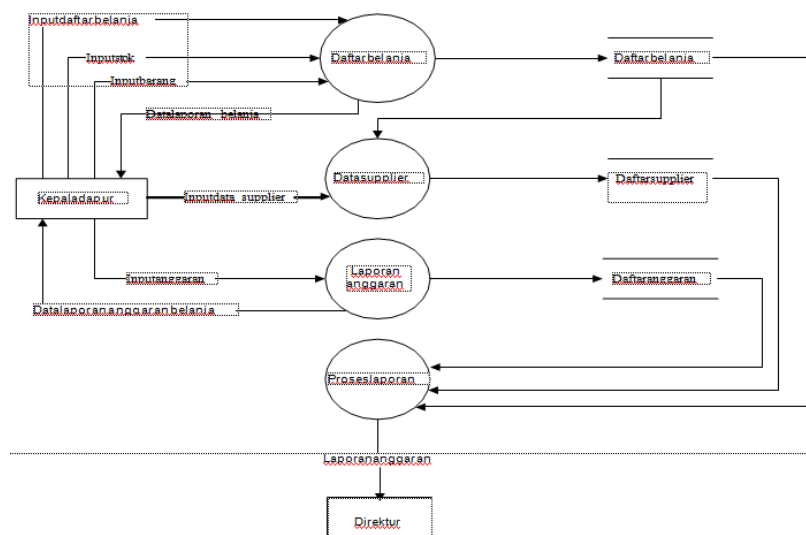 Inputdaftarbelanja
Inputstok
Daftarbelanja
Daftarbelanja
Inputbarang
Datalaporan belanja
Datasupplier
Daftarsupplier
Kepaladapur
Inputdata supplier
Laporan
anggaran
Inputanggaran
Daftaranggaran
Datalaporananggaranbelanja
Proseslaporan
Laporananggaran
Direktur